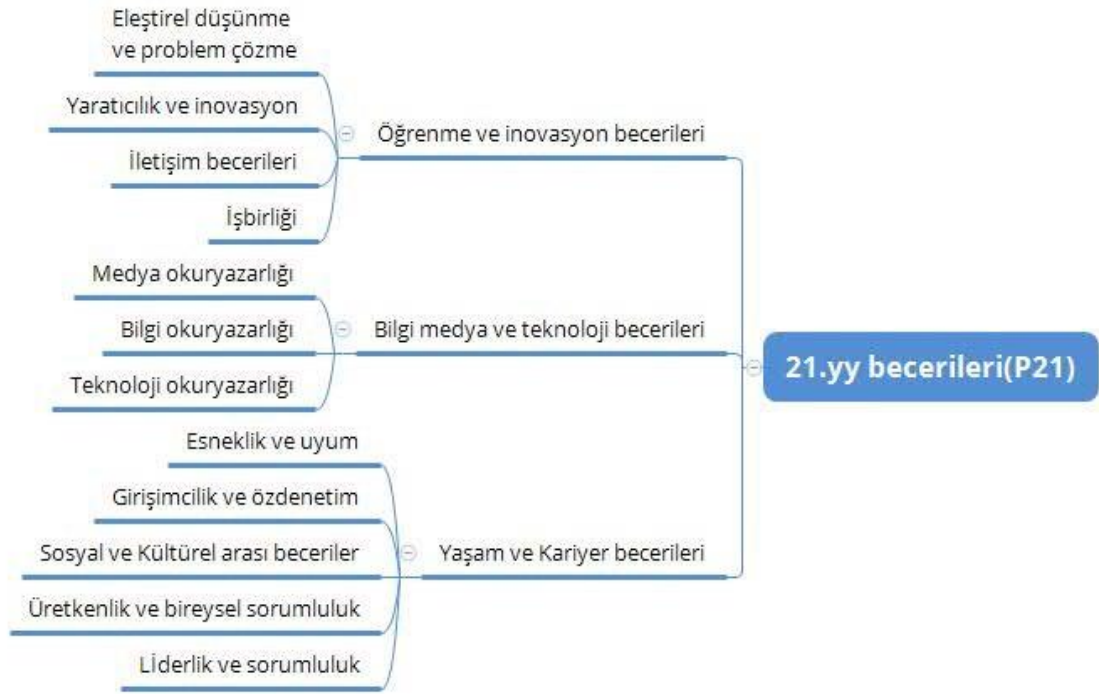 Eleştirel düşünme
ve problem çözme
Yaratıcılık ve inovasyon
İletişim becerileri
İşbirliği
Öğrenme ve inovasyon becerileri
Medya okuryazarlığı
Bilgi okuryazarlığı
Teknoloji okuryazarlığı
Bilgi medya ve teknoloji becerileri
Esneklik ve uyum
Girişimcilik ve özdenetim
Sosyal ve Kültürel arası beceriler
Üretkenlik ve bireysel sorumluluk
Lİderlik ve sorumluluk
Yaşam ve Kariyer becerileri
21.yy becerileri(P21)